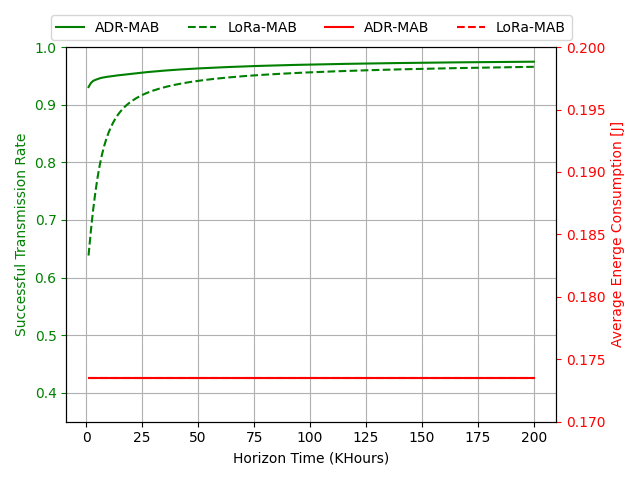 ADR-MAB LoRa-MAB ADR-MAB LoRa-MAB
Successful Transmission Rate
1.0
0.9
0.8
0.7
0.6
0.5
0.4
0.200
0.195
0.190
0.185
0.180
0.175
0.170
Average Energe Consumption [J]
0 25 50 75 100 125 150 175 200
Horizon Time (KHours)